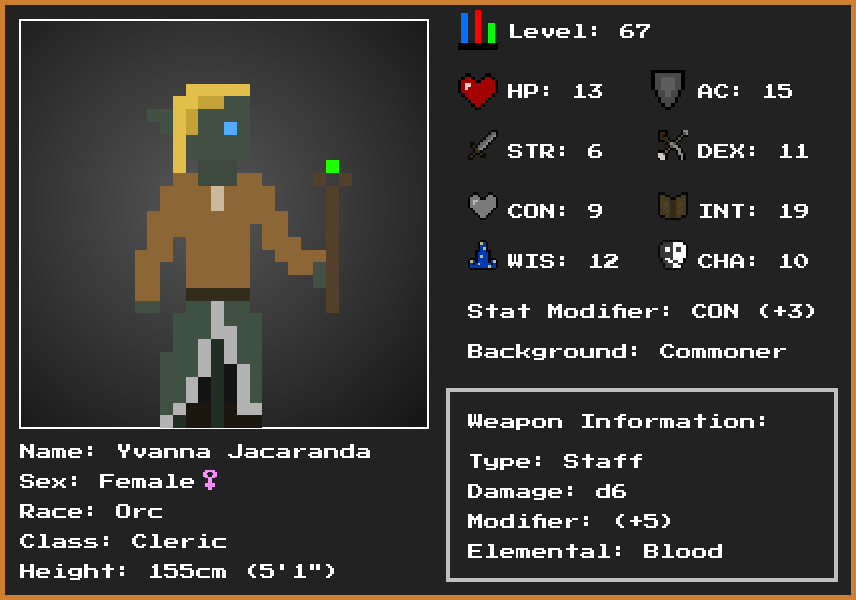 Level: 67
HP: 13 AC: 15
STR: 6 DEX: 11
CON: 9 INT: 19
WIS: 12 CHA: 10
Stat Modifier: CON (+3)
Background: Commoner
Weapon Information:
Type: Staff
Damage: d6
Modifier: (+5)
Elemental: Blood
Name: Yvanna Jacaranda
Sex: Female♀
Race: Orc
Class: Cleric
Height: 155cm (5'1")